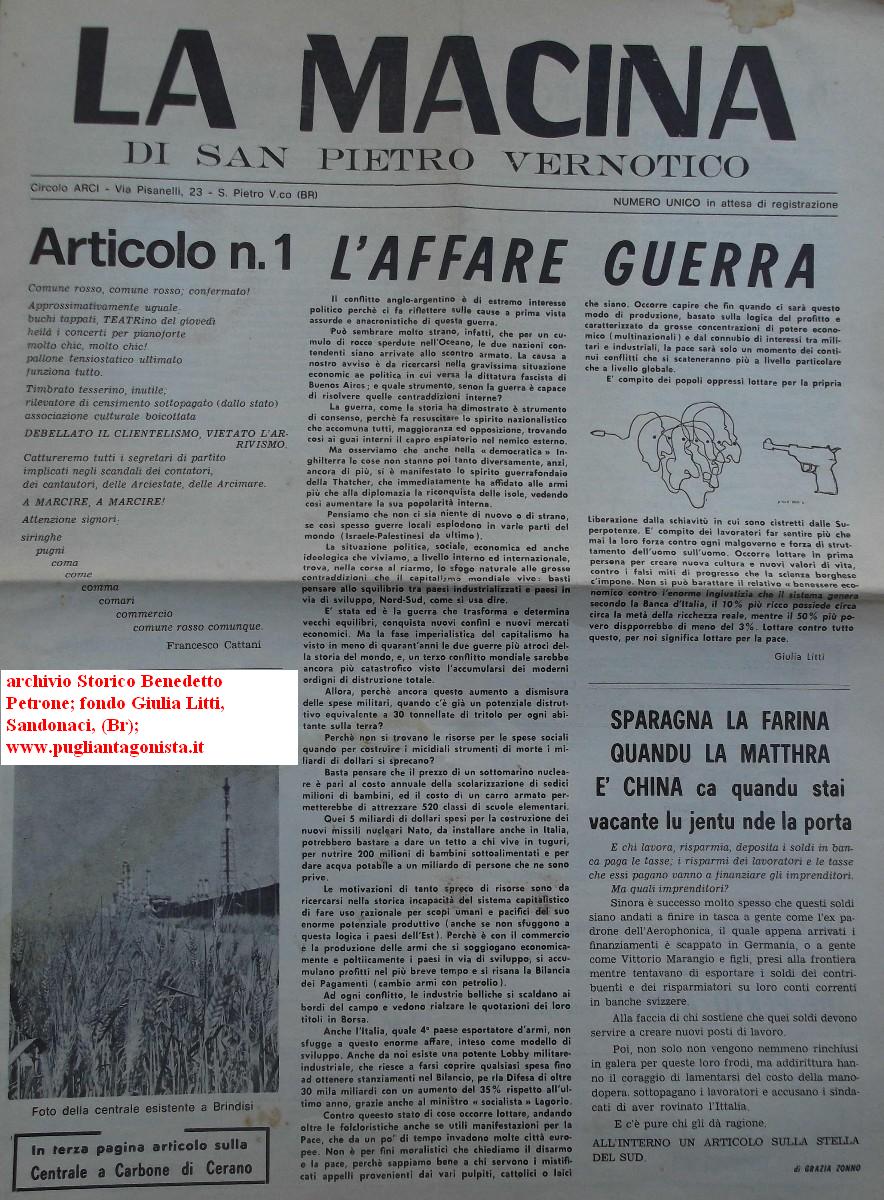 LA MACINA
DI SAN PIETRO VERNOTICO
Circolo ARCI - Via Pisanelli, 23 - S. Pietro V.co (BR)
NUMERO UNICO in attesa di registrazione
Articolo n.1
Comune rosso, comune rosso; confermato!
Approssimativamente uguale
buchi tappati, TEATRino del giovedì
heilà i concerti per pianoforte
molto chic, molto chic!
pallone tensiostatico ultimato
funziona tutto.
Timbrato tesserino, inutile;
rilevatore di censimento sottopagato (dallo stato)
associazione culturale boicottata
DEBELLATO IL CLIENTELISMO, VIETATO L'AR-
RIVISMO.
Cattureremo tutti i segretari di partito
implicati negli scandali dei contatori,
dei cantautori, delle Arciestate, delle Arcimare.
A MARCIRE, A MARCIRE!
Attenzione signori:
siringhe
pugni
coma
come
comma
comari
commercio
comune rosso comunque.
Francesco Cattani
archivio Storico Benedetto
Petrone; fondo Giulia Litti,
Sandonaci, (Br);
www.pugliantagonista.it
Foto della centrale esistente a Brindisi
In terza pagina articolo sulla
Centrale a Carbone di Cerano
L'AFFARE GUERRA
Il conflitto anglo-argentino è di estremo interesse
politico perchè ci fa riflettere sulle cause a prima vista
assurde e anacronistiche di questa guerra.
Può sembrare molto strano, infatti, che per un cu-
mulo di rocce sperdute nell'Oceano, le due nazioni con-
tendenti siano arrivate allo scontro armato. La causa a
nostro avviso è da ricercarsi nella gravissima situazione
economic ae politica in cui versa la dittatura fascista di
Buenos Aires; e quale strumento, senon la guerra è capace
di risolvere quelle contraddizioni interne?
La guerra, come la storia ha dimostrato è strumento
di consenso, perchè fa resuscitare lo spirito nazionalistico
che accomuna tutti, maggioranza ed opposizione, trovando
così ai guai interni il capro espiatorio nel nemico esterno.
Ma osserviamo che anche nella « democratica » In-
ghilterra le cose non stanno poi tanto diversamente, anzi,
ancora di più, si è manifestato lo spirito guerrafondaio
della Thatcher, che immediatamente ha affidato alle armi
più che alla diplomazia la riconquista delle isole, vedendo
così aumentare la sua popolarità interna.
Pensiamo che non ci sia niente di nuovo o di strano,
se così spesso guerre locali esplodono in varie parti del
mondo (Israele-Palestinesi da ultimo).
La situazione politica, sociale, economica ed anche
ideologica che viviamo, a livello interno ed internazionale,
trova, nella corsa al riarmo, lo sfogo naturale alle grosse
contraddizioni che il capitalismo mondiale vive: basti
pensare allo squilibrio tra paesi industrializzati e paesi in
via di sviluppo, Nord-Sud, come si usa dire.
E' stata ed è la guerra che trasforma e determina
vecchi equilibri, conquista nuovi confini e nuovi mercati
economici. Ma la fase imperialistica del capitalismo ha
visto in meno di quarant'anni le due guerre più atroci del-
la storia del mondo, e, un terzo conflitto mondiale sarebbe
ancora più catastrofico visto l'accumularsi dei moderni
ordigni di distruzione totale.
Allora, perchè ancora questo aumento a dismisura
delle spese militari, quando c'è già un potenziale distrut-
tivo equivalente a 30 tonnellate di tritolo per ogni abi-
tante sulla terra?
Perchè non si trovano le risorse per le spese sociali
quando per costruire i micidiali strumenti di morte i mi-
liardi di dollari si sprecano?
Basta pensare che il prezzo di un sottomarino nuclea-
re è pari al costo annuale della scolarizzazione di sedici
milioni di bambini, ed il costo di un carro armato per-
metterebbe di attrezzare 520 classi di scuole elementari.
Quei 5 miliardi di dollari spesi per la costruzione dei
nuovi missili nucleari Nato, da installare anche in Italia,
potrebbero bastare a dare un tetto a chi vive in tuguri,
per nutrire 200 milioni di bambini sottoalimentati e per
dare acqua potabile a un miliardo di persone che ne sono
prive.
Le motivazioni di tanto spreco di risorse sono da
ricercarsi nella storica incapacità del sistema capitalistico
di fare uso razionale per scopi umani e pacifici del suo
enorme potenziale produttivo (anche se non sfuggono a
questa logica i paesi dell'Est). Perchè è con il commercio
e la produzione delle armi che si soggiogano economica-
mente e poltiicamente i paesi in via di sviluppo, si accu-
mulano profitti nel più breve tempo e si risana la Bilancia
dei Pagamenti (cambio armi con petrolio).
Ad ogni conflitto, le industrie belliche si scaldano ai
bordi del campo e vedono rialzare le quotazioni dei loro
titoli in Borsa.
Anche l'Italia, quale 4° paese esportatore d'armi, non
sfugge a questo enorme affare, inteso come modello di
sviluppo. Anche da noi esiste una potente Lobby militare-
industriale, che riesce a farsi coprire qualsiasi spesa fino
ad ottenere stanziamenti nel Bilancio, pe rla Difesa di oltre
30 mila miliardi con un aumento del 35% rispetto all'ul-
timo anno, grazie anche al ministro « socialista » Lagorio.
Contro queesto stato di cose occorre lottare, andando
oltre le folcloristiche anche se utili manifestazioni per la
Pace, che da un po' di tempo invadono molte città euro-
pee. Non è per fini moralistici che chiediamo il disarmo
e la pace, perchè sappiamo bene a chi servono i mistifi-
cati appelli provenienti dai vari pulpiti, cattolici o laici
che siano. Occorre capire che fin quando ci sarà questo
modo di produzione, basato sulla logica del profitto e
caratterizzato da grosse concentrazioni di potere econo-
mico (multinazionali) e dal connubio di interessi tra mili-
tari e industriali, la pace sarà solo un momento dei conti-
nui conflitti che si scateneranno più a livello particolare
che a livello globale.
E' compito dei popoli oppressi lottare per la pripria
Liberazione dalla schiavitù in cui sono cistretti dalle Su-
perpotenze. E' compito dei lavoratori far sentire più che
mai la loro forza contro ogni malgoverno e forza di strut-
tamento dell'uomo sull'uomo. Occorre lottare in prima
persona per creare nuova cultura e nuovi valori di vita,
contro i falsi miti di progresso che la scienza borghese
c'impone. Non si può barattare il relativo « benessere eco-
nomico contro l'enorme ingiustizia che il sistema genera
secondo la Banca d'Italia, il 10% più ricco possiede circa
circa la metà della ricchezza reale, mentre il 50% più po-
vero disporrebbe di meno del 3%. Lottare contro tutto
questo, per noi significa lottare per la pace.
Giulia Litti
SPARAGNA LA FARINA
QUANDU LA MATTHRA
E' CHINA ca quandu stai
vacante lu jentu nde la porta
E chi lavora, risparmia, deposita i soldi in ban-
ca paga le tasse; i risparmi dei lavoratori e le tasse
che essi pagano vanno a finanziare gli imprenditori.
Ma quali imprenditori?
Sinora è successo molto spesso che questi soldi
siano andati a finire in tasca a gente come l'ex pa-
drone dell'Aerophonica, il quale appena arrivati i
finanziamenti è scappato in Germania, o a gente
come Vittorio Marangio e figli, presi alla frontiera
mrentre tentavano di esportare i soldi dei contri-
buenti e dei risparmiatori su loro conti correnti
in banche svizzere.
Alla faccia di chi sostiene che quei soldi devono
servire a creare nuovi posti di lavoro.
Poi, non solo non vengono nemmeno rinchiusi
in galera per queste loro frodi, ma addirittura han-
no il coraggio di lamentarsi del costo della mano-
dopera. sottopagano i lavoratori e accusano i sinda-
cati di aver rovinato l'Ittalia.
E c'è pure chi gli dà ragione.
ALL'INTERNO UN ARTICOLO SULLA STELLA
DEL SUD.
di GRAZIA ZONNO